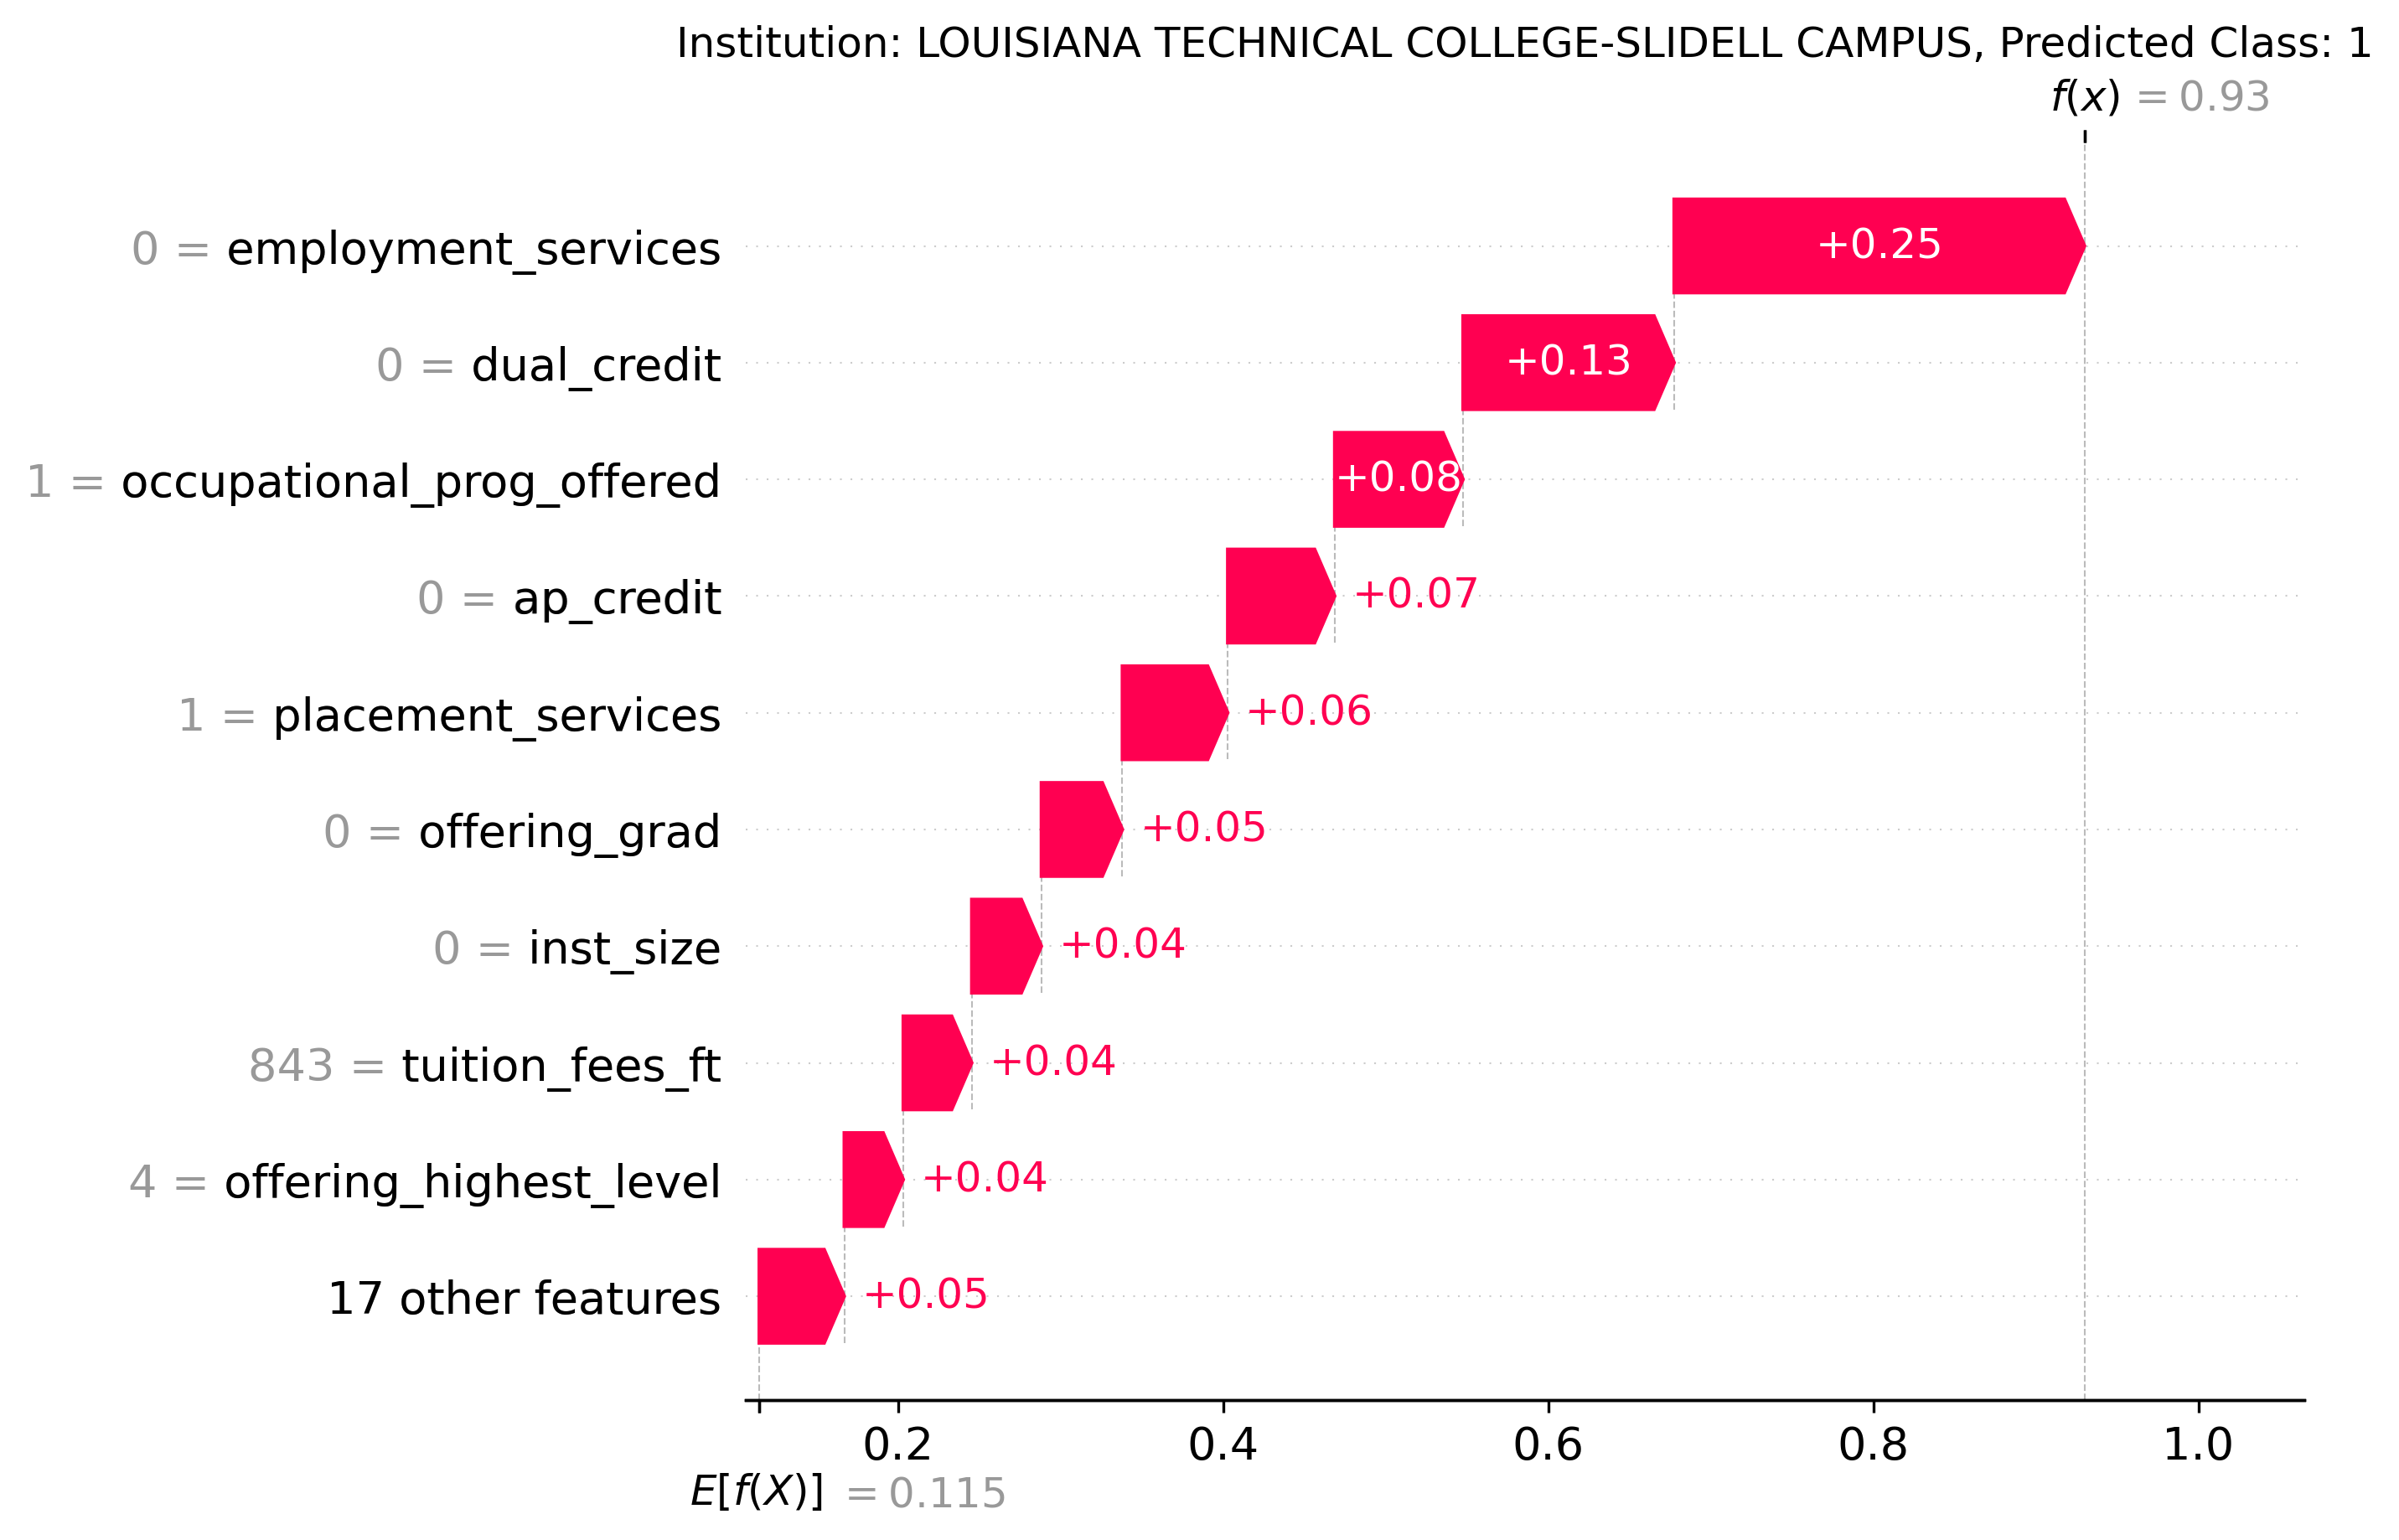 Institution: LOUISIANA TECHNICAL COLLEGE-SLIDELL CAMPUS, Predicted Class: 1
f(x) = 0.93
0 = employment_services +0.25
0 = dual_credit +0.13
1 = occupational_prog_offered +0.08
0 = ap_credit +0.07
1 = placement_services +0.06
0 = offering_grad +0.05
0 = inst_size +0.04
843 = tuition_fees_ft +0.04
4 = offering_highest_level +0.04
17 other features +0.05
0.2 0.4 0.6 0.8 1.0
E[f(X)] = 0.115